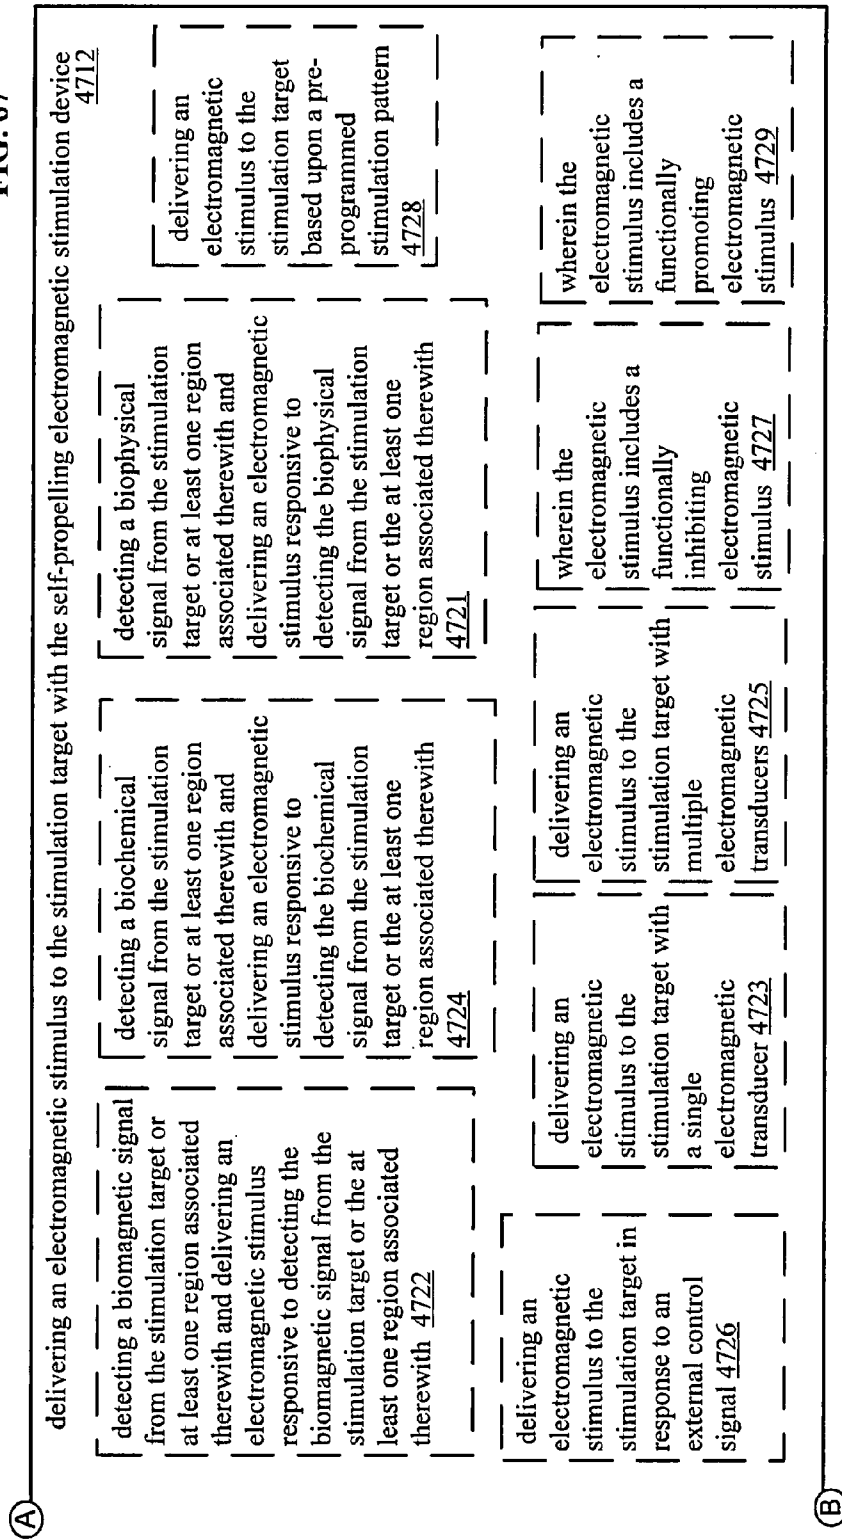 A
delivering an electromagnetic stimulus to the stimulation target with the self-propelling electromagnetic stimulation device
4712
detecting a biomagnetic signal
from the stimulation target or
at least one region associated
therewith and delivering an
electromagnetic stimulus
responsive to detecting the
biomagnetic signal from the
stimulation target or the at
least one region associated
therewith 4722
detecting a biochemical
signal from the stimulation
target or at least one region
associated therewith and
delivering an electromagnetic
stimulus responsive to
detecting the biochemical
signal from the stimulation
target or the at least one
region associated therewith
4724
detecting a biophysical
signal from the stimulation
target or at least one region
associated therewith and
delivering an electromagnetic
stimulus responsive to
detecting the biophysical
signal from the stimulation
target or the at least one
region associated therewith
4721
delivering an
electromagnetic
stimulus to the
stimulation target
based upon a pre-
programmed
stimulation pattern
4728
delivering an
electromagnetic
stimulus to the
stimulation target in
response to an
external control
signal 4726
delivering an
electromagnetic
stimulus to the
stimulation target with
a single
electromagnetic
transducer 4723
delivering an
electromagnetic
stimulus to the
stimulation target with
multiple
electromagnetic
transducers 4725
wherein the
electromagnetic
stimulus includes a
functionally
inhibiting
electromagnetic
stimulus 4727
wherein the
electromagnetic
stimulus includes a
functionally
promoting
electromagnetic
stimulus 4729
B